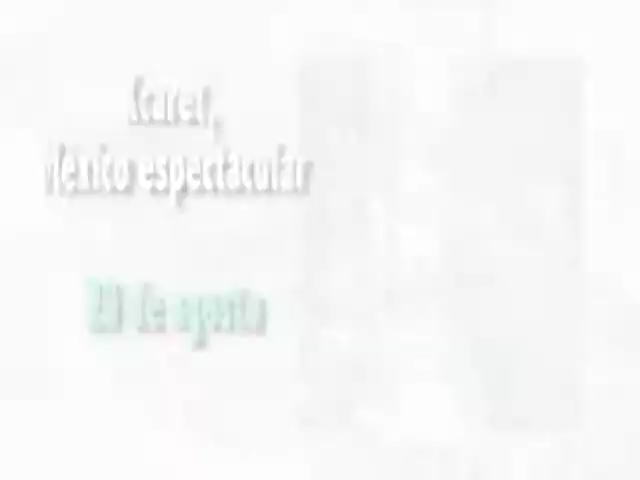 Xcaret,
México espectacular
de agosto